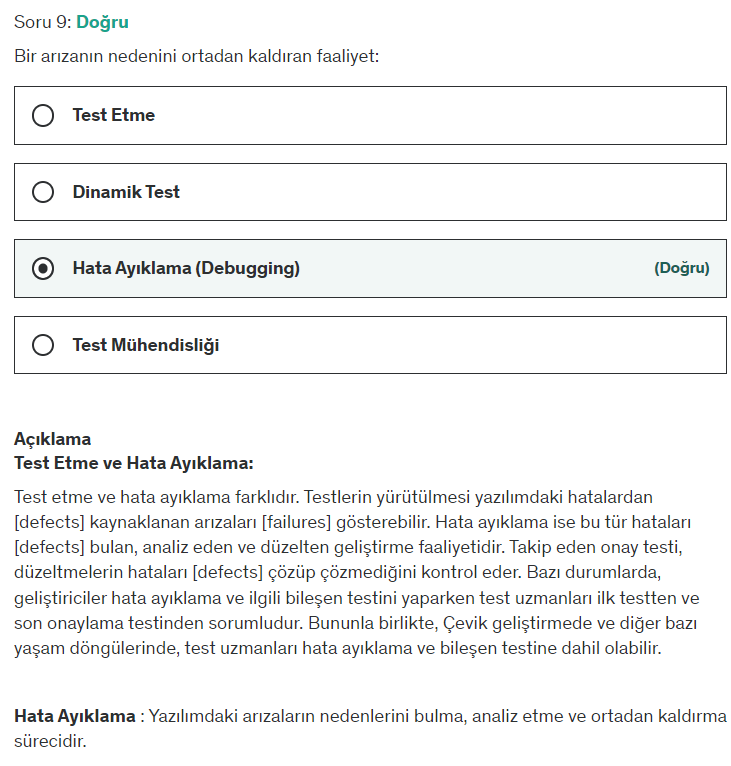 Soru 9: Doğru
Bir arızanın nedenini ortadan kaldıran faaliyet:
Test Etme
Dinamik Test
Hata Ayıklama (Debugging)
(Doğru)
Test Mühendisliği
Açıklama
Test Etme ve Hata Ayıklama:
Test etme ve hata ayıklama farklıdır. Testlerin yürütülmesi yazılımdaki hatalardan
[defects] kaynaklanan arızaları [failures] gösterebilir. Hata ayıklama ise bu tür hataları
[defects] bulan, analiz eden ve düzelten geliştirme faaliyetidir. Takip eden onay testi,
düzeltmelerin hataları [defects] çözüp çözmediğini kontrol eder. Bazı durumlarda,
geliştiriciler hata ayıklama ve ilgili bileşen testini yaparken test uzmanları ilk testten ve
son onaylama testinden sorumludur. Bununla birlikte, Çevik geliştirmede ve diğer bazı
yaşam döngülerinde, test uzmanları hata ayıklama ve bileşen testine dahil olabilir.
Hata Ayıklama : Yazılımdaki arızaların nedenlerini bulma, analiz etme ve ortadan kaldırma
sürecidir.